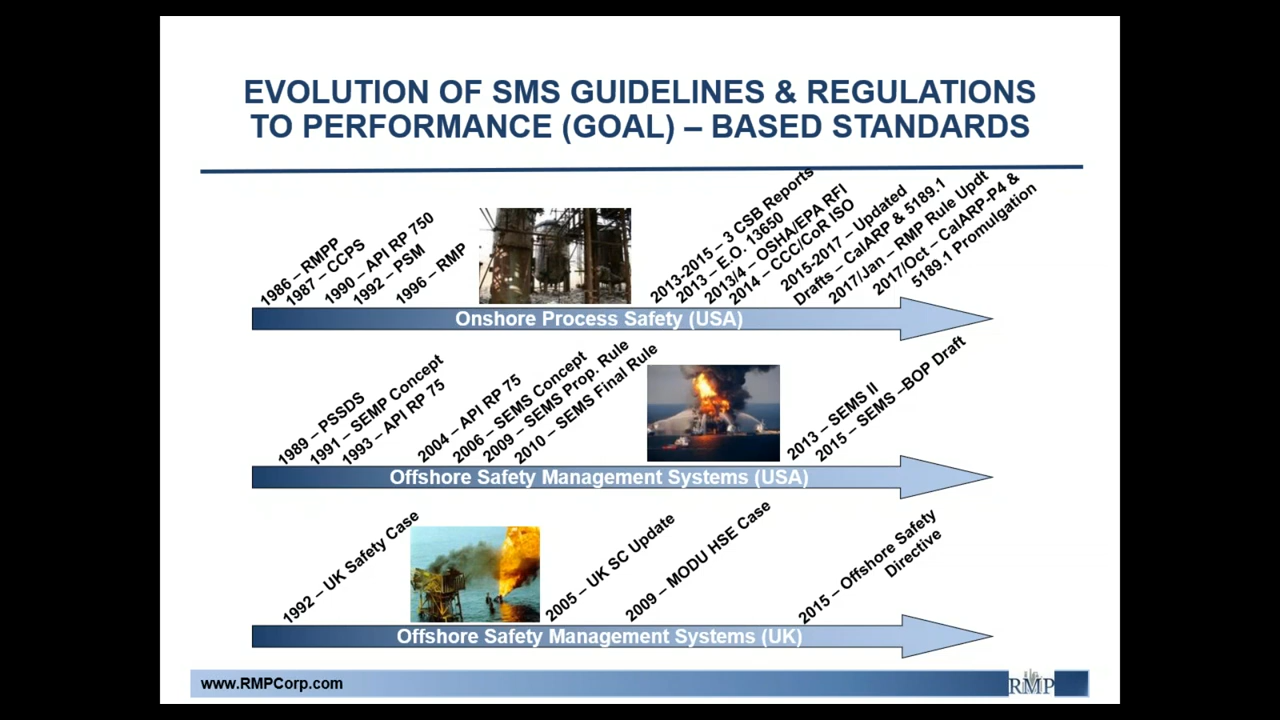 EVOLUTION OF SMS GUIDELINES & REGULATIONS
TO PERFORMANCE (GOAL) – BASED STANDARDS
1986 – RMPP
1987 – CCPS
1990 – API RP 750
1992 – PSM
1996 – RMP
2013-2015 – 3 CSB Reports
2013 – E.O. 13650
2013/4 – OSHA/EPA RFI
2014 – CCC/CoR ISO
2015-2017 – Updated
Drafts – CalARP & 5189.1
2017/Jan – RMP Rule Updt
2017/Oct – CalARP-P4 &
5189.1 Promulgation
Onshore Process Safety (USA)
1989 – PSSDS
1991 – SEMP Concept
1993 – API RP 75
2004 – API RP 75
2006 – SEMS Concept
2009 – SEMS Prop. Rule
2010 – SEMS Final Rule
2013 – SEMS II
2015 – SEMS –BOP Draft
Offshore Safety Management Systems (USA)
1992 – UK Safety Case
2005 – UK SC Update
2009 – MODU HSE Case
2015 – Offshore Safety
Directive
Offshore Safety Management Systems (UK)
www.RMPCorp.com
RMP